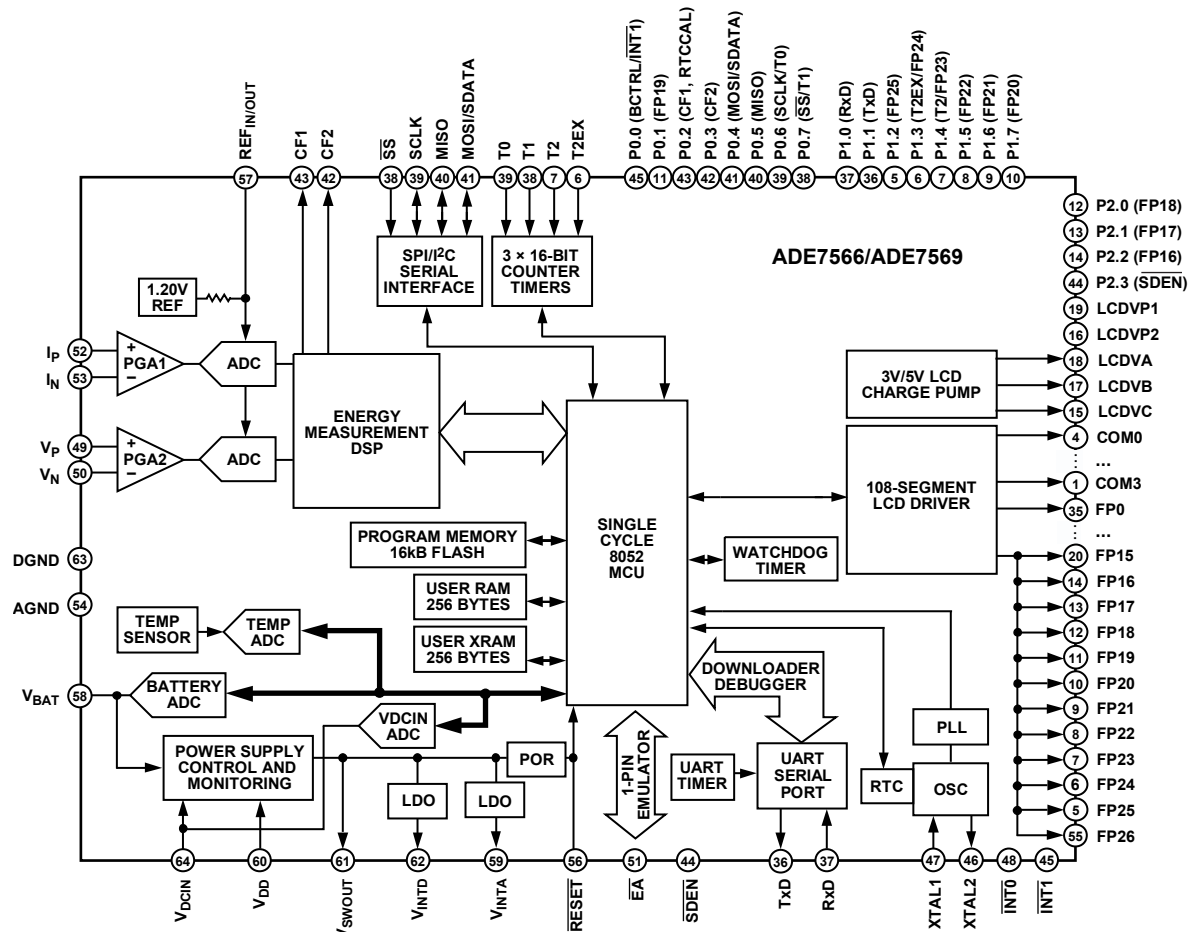 REFIN/OUT
CF1
CF2
SS
SCLK
MISO
MOSI/SDATA
T0
T1
T2
T2EX
P0.0 (BCTRL/INT1)
P0.1 (FP19)
P0.2 (CF1, RTCCAL)
P0.3 (CF2)
P0.4 (MOSI/SDATA)
P0.5 (MISO)
P0.6 (SCLK/T0)
P0.7 (SS/T1)
P1.0 (RxD)
P1.1 (TxD)
P1.2 (FP25)
P1.3 (T2EX/FP24)
P1.4 (T2/FP23)
P1.5 (FP22)
P1.6 (FP21)
P1.7 (FP20)
57
43
42
38
39
40
41
39
38
7
6
45
11
43
42
41
40
39
38
37
36
5
6
7
8
9
10
12 P2.0 (FP18)
13 P2.1 (FP17)
14 P2.2 (FP16)
44 P2.3 (SDEN)
19 LCDVP1
16 LCDVP2
18 LCDVA
17 LCDVB
15 LCDVC
4 COM0
...
1 COM3
35 FP0
...
20 FP15
14 FP16
13 FP17
12 FP18
11 FP19
10 FP20
9 FP21
8 FP22
7 FP23
6 FP24
5 FP25
55 FP26
ADE7566/ADE7569
SPI/I2C
SERIAL
INTERFACE
3 × 16-BIT
COUNTER
TIMERS
1.20V
REF
IP 52
IN 53
+
PGA1
−
ADC
VP 49
VN 50
+
PGA2
−
ADC
ENERGY
MEASUREMENT
DSP
3V/5V LCD
CHARGE PUMP
108-SEGMENT
LCD DRIVER
SINGLE
CYCLE
8052
MCU
PROGRAM MEMORY
16kB FLASH
WATCHDOG
TIMER
USER RAM
256 BYTES
USER XRAM
256 BYTES
DGND 63
AGND 54
TEMP
SENSOR
TEMP
ADC
VBAT 58
BATTERY
ADC
VDCIN
ADC
POWER SUPPLY
CONTROL AND
MONITORING
LDO
LDO
POR
1-PIN
EMULATOR
DOWNLOADER
DEBUGGER
UART
TIMER
UART
SERIAL
PORT
PLL
RTC
OSC
64
60
61
62
59
56
51
44
36
37
47
46
48
45
VDCIN
VDD
VSWOUT
VINTD
VINTA
RESET
EA
SDEN
TxD
RxD
XTAL1
XTAL2
INT0
INT1